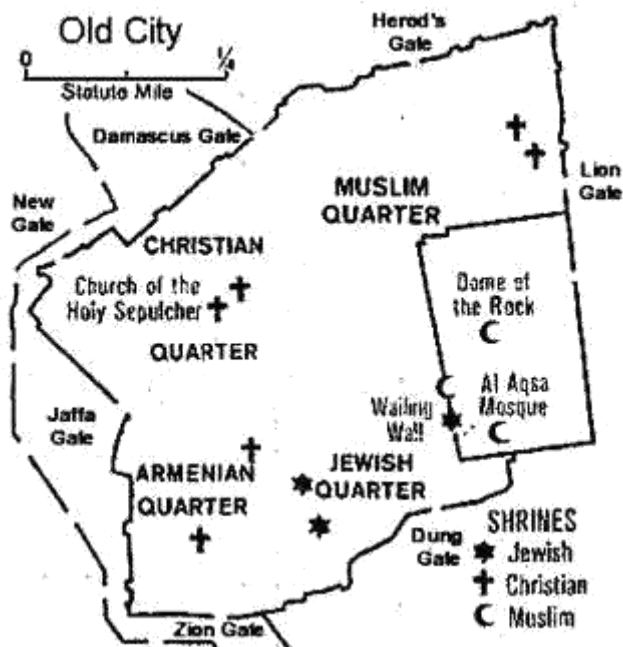 Old City
0 ¼
Statute Mile
Herod's
Gate
Damascus Gate
Lion
Gate
New
Gate
MUSLIM
QUARTER
CHRISTIAN
Church of the
Holy Sepulcher
QUARTER
Dome of
the Rock
Al Aqsa
Mosque
Wailing
Wall
Jaffa
Gate
ARMENIAN
QUARTER
JEWISH
QUARTER
Dung
Gate
Zion Gate
SHRINES
Jewish
Christian
Muslim